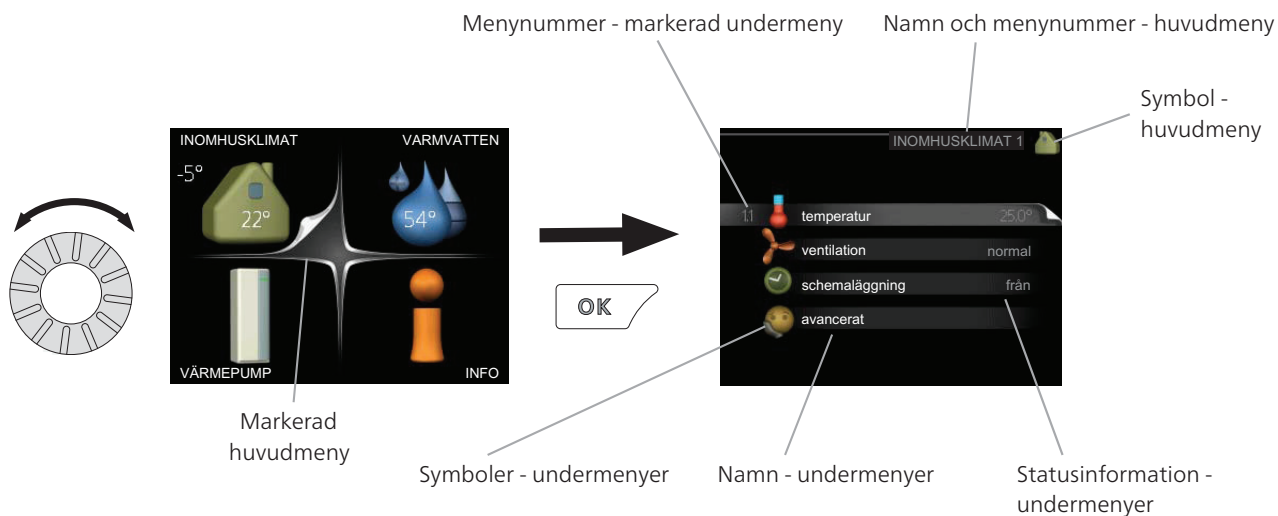 Menynummer - markerad undermeny
Namn och menynummer - huvudmeny
Symbol -
huvudmeny
INOMHUSKLIMAT
VARMVATTEN
-5°
22°
54°
VÄRMEPUMP
INFO
OK
INOMHUSKLIMAT 1
1.1
temperatur
25.0°
ventilation
normal
schemaläggning
från
avancerat
Markerad
huvudmeny
Symboler - undermenyer
Namn - undermenyer
Statusinformation -
undermenyer